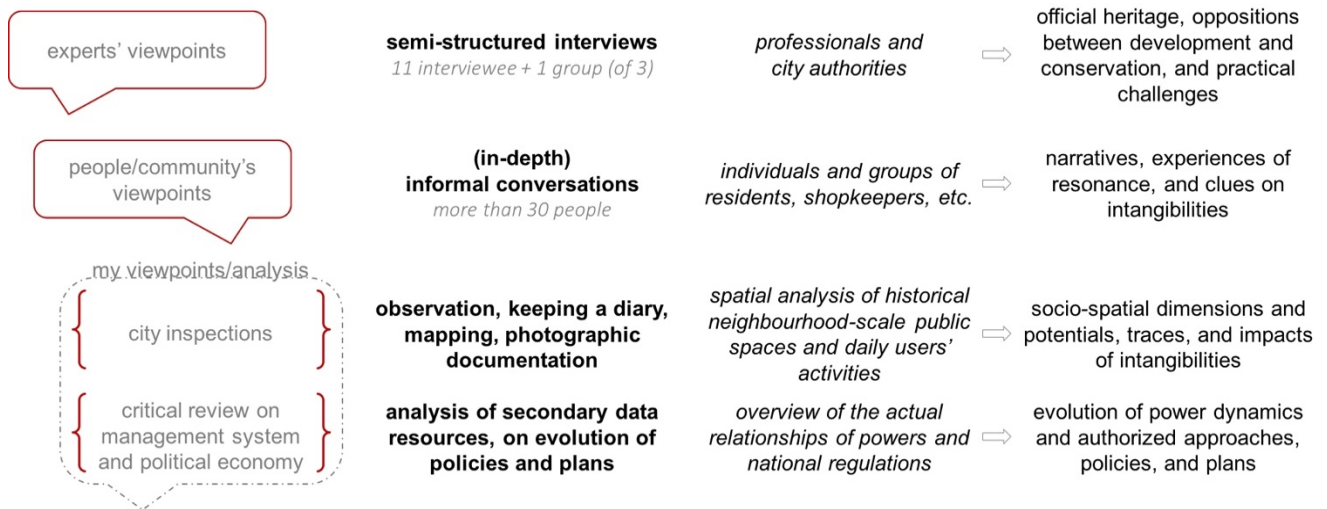 experts' viewpoints
semi-structured interviews
11 interviewee + 1 group (of 3)
professionals and
city authorities
official heritage, oppositions
between development and
conservation, and practical
challenges
people/community's
viewpoints
(in-depth)
informal conversations
more than 30 people
individuals and groups of
residents, shopkeepers, etc.
narratives, experiences of
resonance, and clues on
intangibilities
my viewpoints/analysis
city inspections
observation, keeping a diary,
mapping, photographic
documentation
spatial analysis of historical
neighbourhood-scale public
spaces and daily users'
activities
socio-spatial dimensions and
potentials, traces, and impacts
of intangibilities
critical review on
management system
and political economy
analysis of secondary data
resources, on evolution of
policies and plans
overview of the actual
relationships of powers and
national regulations
evolution of power dynamics
and authorized approaches,
policies, and plans